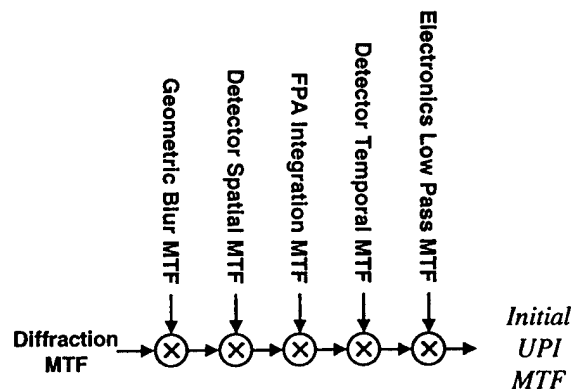 Geometric Blur MTF
Detector Spatial MTF
FPA Integration MTF
Detector Temporal MTF
Electronics Low Pass MTF
Diffraction
MTF
Initial
UPI
MTF